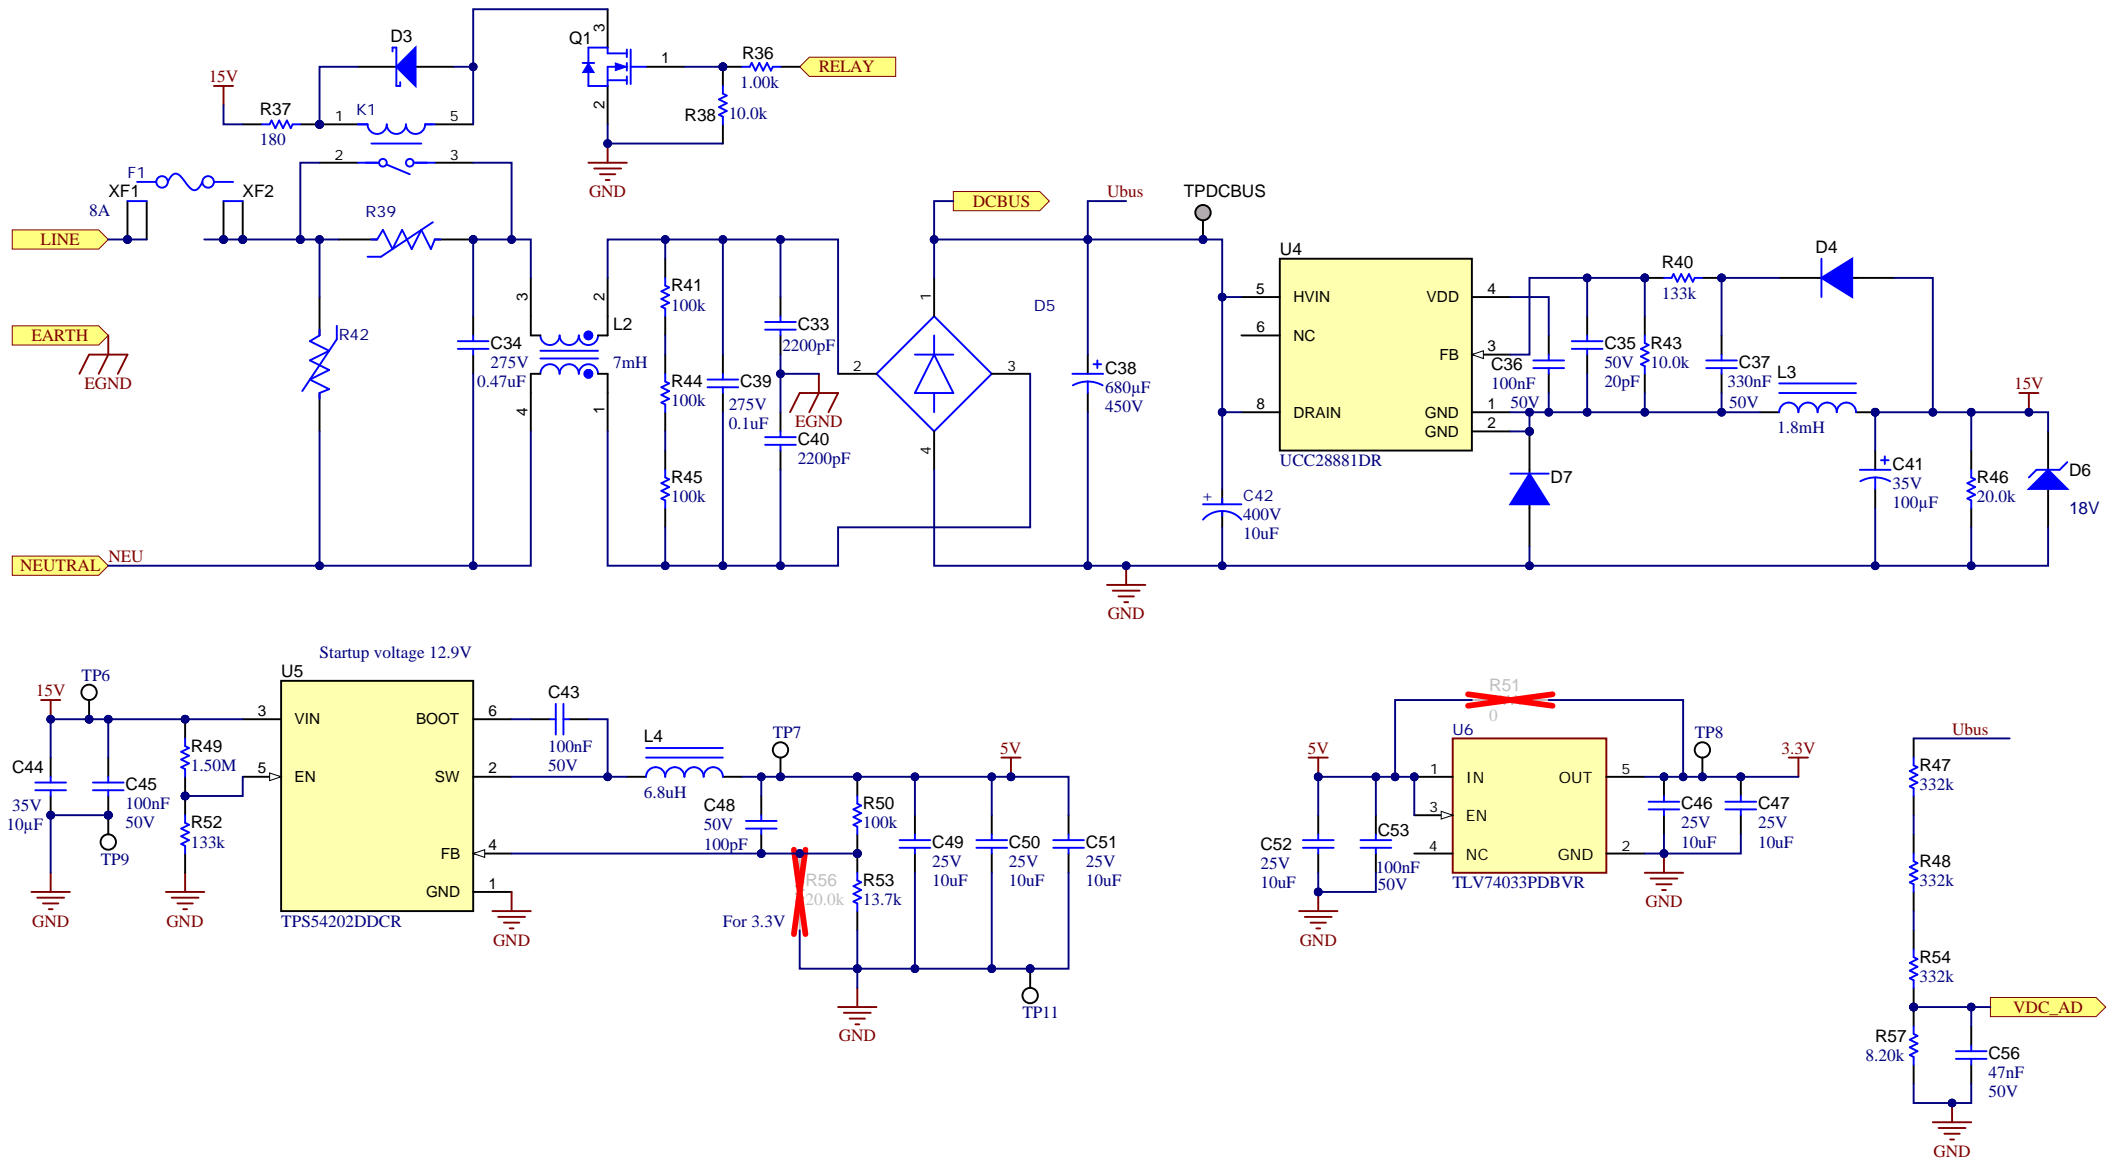 D3
15V
R37
180
K1
1
5
2
3
Q1
3
1
2
R36
1.00k
RELAY
R38
10.0k
GND
F1
XF1
XF2
8A
LINE
R39
EARTH
EGND
R42
C34
275V
0.47uF
NEUTRAL
NEU
3
2
L2
7mH
4
1
R41
100k
R44
100k
R45
100k
C39
275V
0.1uF
C33
2200pF
EGND
C40
2200pF
DCBUS
Ubus
TPDCBUS
D5
1
2
3
4
C38
680µF
450V
GND
C42
400V
10uF
U4
5
HVIN
6
NC
8
DRAIN
VDD
4
FB
3
GND
1
GND
2
UCC28881DR
C36
100nF
50V
C35
50V
20pF
R43
10.0k
R40
133k
C37
330nF
50V
D4
L3
1.8mH
D7
15V
C41
35V
100µF
R46
20.0k
D6
18V
Startup voltage 12.9V
U5
15V
TP6
C44
35V
10µF
C45
100nF
50V
TP9
GND
R49
1.50M
R52
133k
GND
3
VIN
5
EN
BOOT
6
SW
2
FB
4
GND
1
TPS54202DDCR
GND
C43
100nF
50V
L4
6.8uH
TP7
C48
50V
100pF
R50
100k
R56
20.0k
For 3.3V
R53
13.7k
5V
C49
25V
10uF
C50
25V
10uF
C51
25V
10uF
TP11
GND
R51
0
U6
5V
1
IN
3
EN
4
NC
OUT
5
GND
2
TLV74033PDBVR
C52
25V
10uF
C53
100nF
50V
GND
TP8
3.3V
C46
25V
10uF
C47
25V
10uF
GND
Ubus
R47
332k
R48
332k
R54
332k
VDC_AD
R57
8.20k
C56
47nF
50V
GND